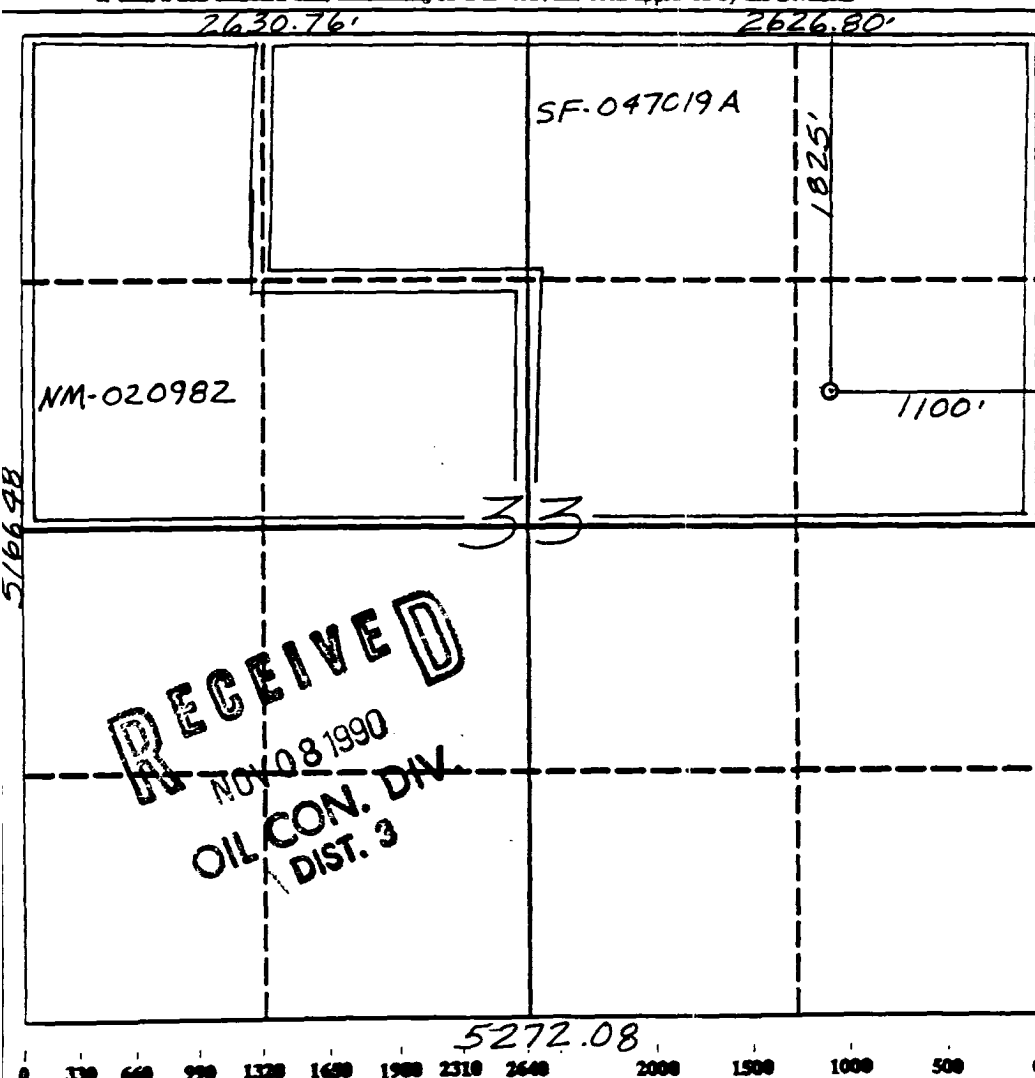 2630.76' 2626.80'
SF-047019A
1825'
NM-020982
1100'
33
5166.48
RECEIVED
NOV 08 1990
OIL CON. DIV.
DIST. 3
5272.08
0 330 660 990 1320 1650 1980 2310 2640 2000 1500 1000 500